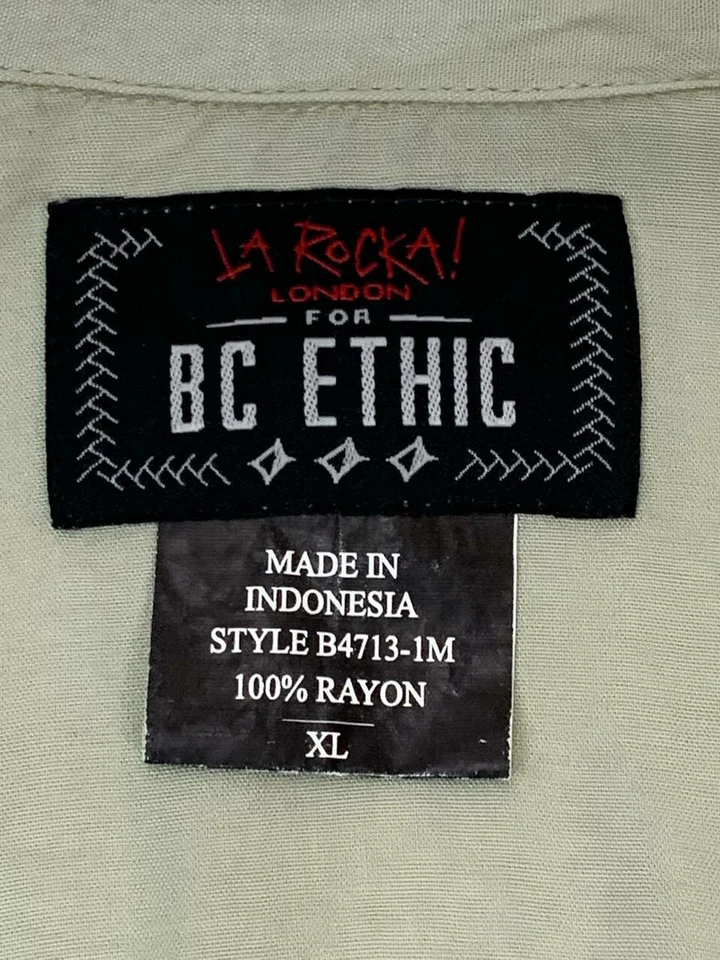 LA ROCKA!
LONDON
FOR
BC ETHIC
MADE IN
INDONESIA
STYLE B4713-1M
100% RAYON
XL